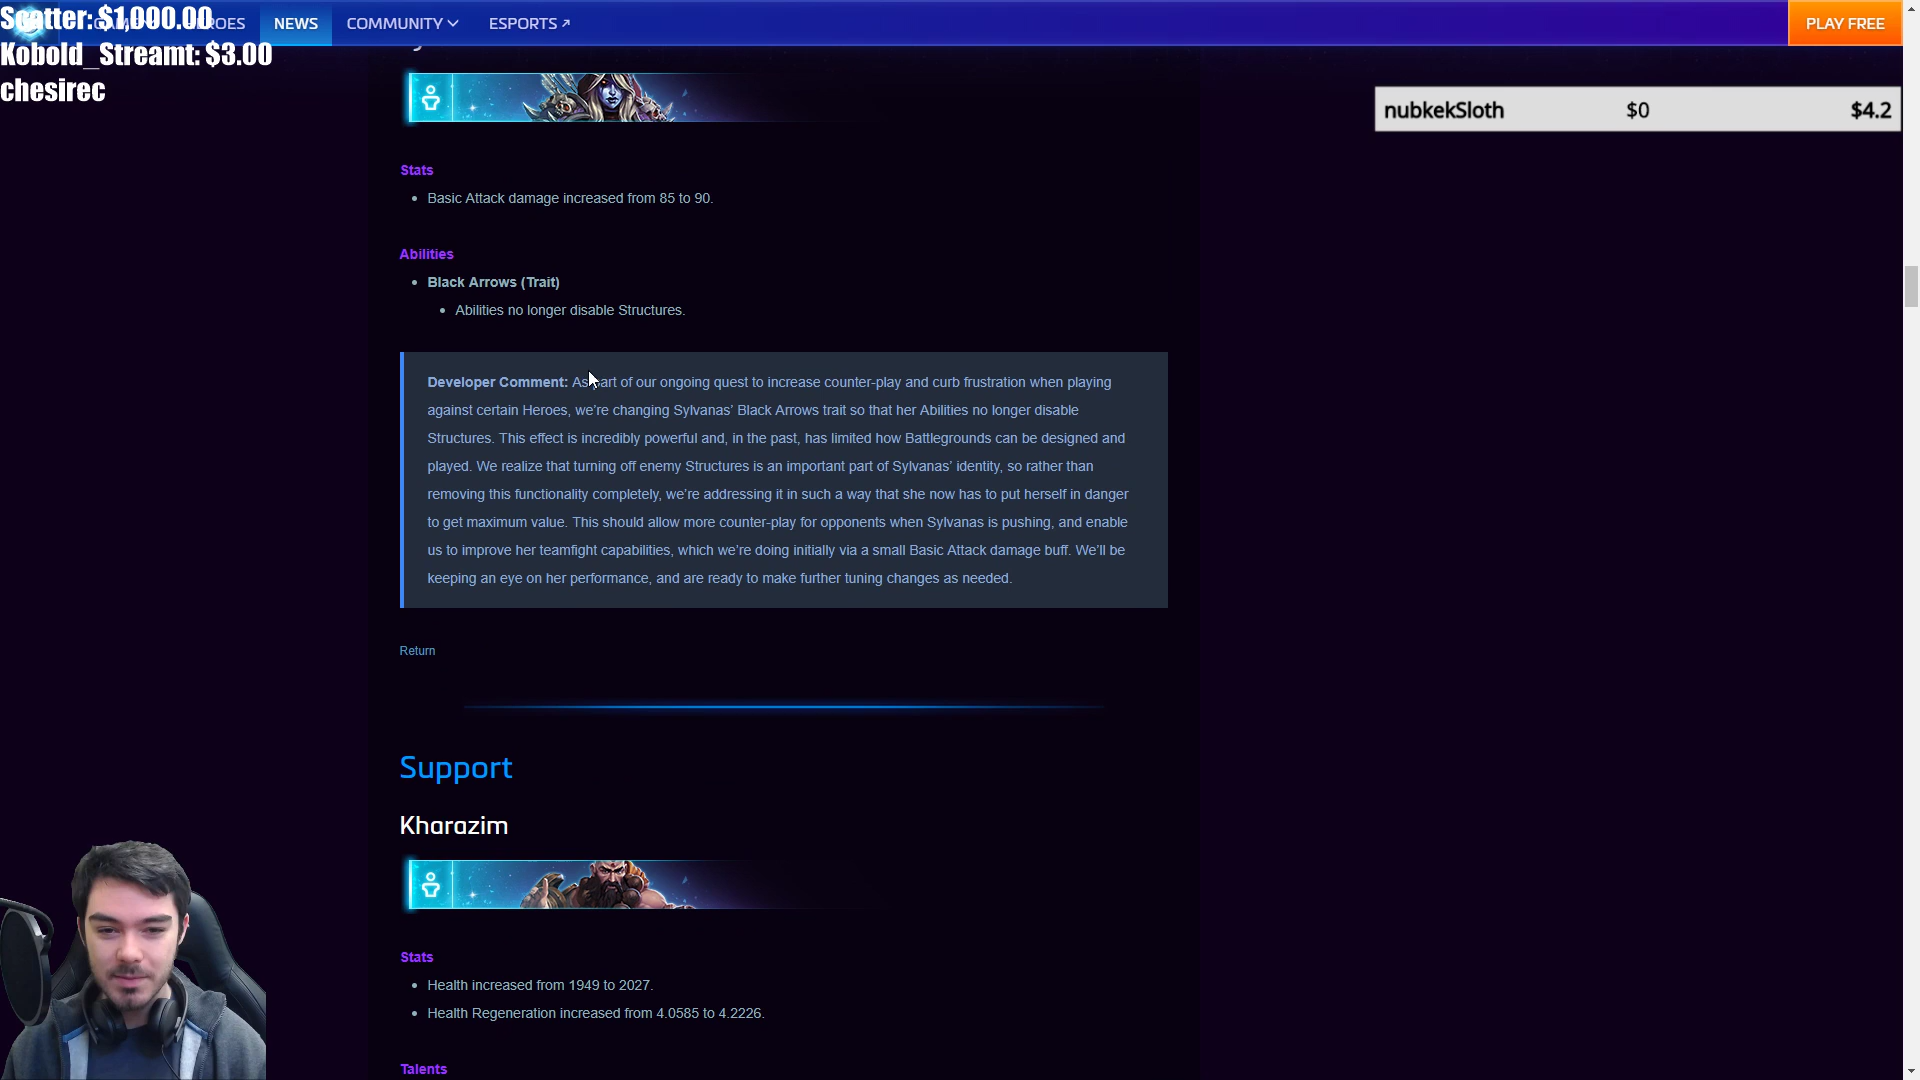 Scatter: $1,000.00
Kobold_Streamt: $3.00
chesirec
NEWS
COMMUNITY
ESPORTS
PLAY FREE
nubkekSloth $0 $4.2
Stats
Basic Attack damage increased from 85 to 90.
Abilities
Black Arrows (Trait)
Abilities no longer disable Structures.
Developer Comment: As part of our ongoing quest to increase counter-play and curb frustration when playing
against certain Heroes, we're changing Sylvanas' Black Arrows trait so that her Abilities no longer disable
Structures. This effect is incredibly powerful and, in the past, has limited how Battlegrounds can be designed and
played. We realize that turning off enemy Structures is an important part of Sylvanas' identity, so rather than
removing this functionality completely, we're addressing it in such a way that she now has to put herself in danger
to get maximum value. This should allow more counter-play for opponents when Sylvanas is pushing, and enable
us to improve her teamfight capabilities, which we're doing initially via a small Basic Attack damage buff. We'll be
keeping an eye on her performance, and are ready to make further tuning changes as needed.
Return
Support
Kharazim
Stats
Health increased from 1949 to 2027.
Health Regeneration increased from 4.0585 to 4.2226.
Talents